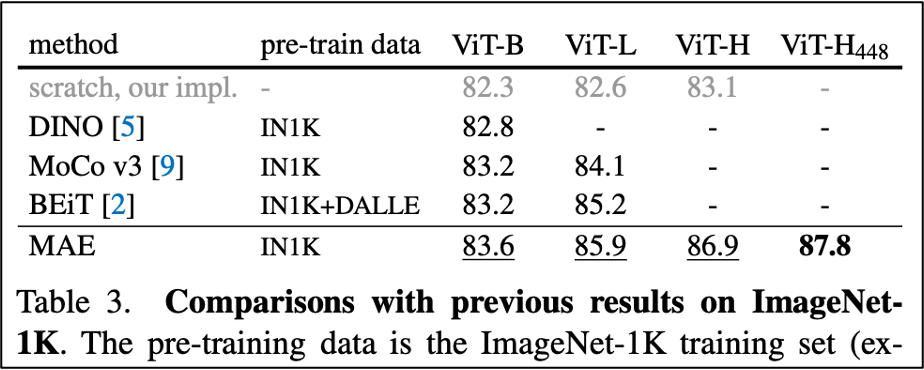 method pre-train data ViT-B ViT-L ViT-H ViT-H448
scratch, our impl. - 82.3 82.6 83.1 -
DINO [5] IN1K 82.8 - - -
MoCo v3 [9] IN1K 83.2 84.1 - -
BEiT [2] IN1K+DALLE 83.2 85.2 - -
MAE IN1K 83.6 85.9 86.9 87.8
Table 3. Comparisons with previous results on ImageNet-
1K. The pre-training data is the ImageNet-1K training set (ex-